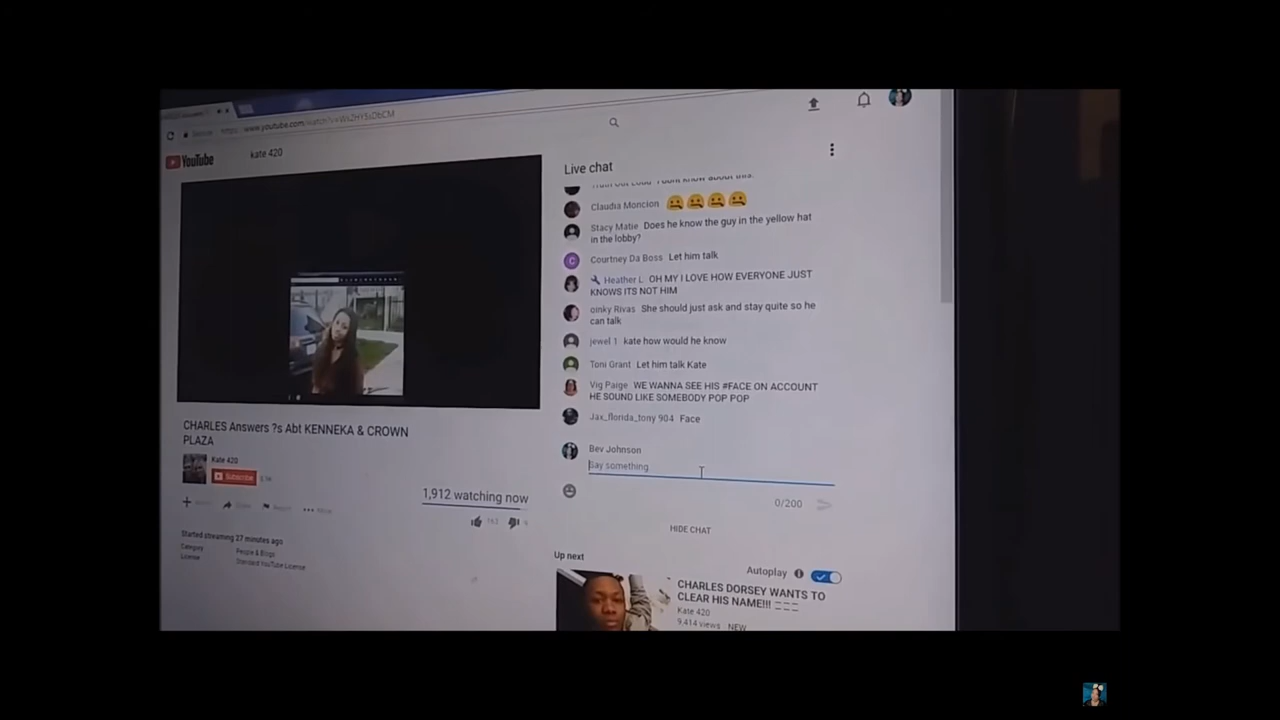 https://www.youtube.com/watch?v=WsZHYSsDbCM
YouTube
kate 420
Live chat
Claudia Moncion 🤐🤐🤐🤐
Stacy Matie Does he know the guy in the yellow hat
in the lobby?
Courtney Da Boss Let him talk
Heather L OH MY I LOVE HOW EVERYONE JUST
KNOWS ITS NOT HIM
oinky Rivas She should just ask and stay quite so he
can talk
jewel 1 kate how would he know
Toni Grant Let him talk Kate
Vig Paige WE WANNA SEE HIS #FACE ON ACCOUNT
HE SOUND LIKE SOMEBODY POP POP
Jax_florida_tony 904 Face
Bev Johnson
Say something
0/200
HIDE CHAT
CHARLES Answers ?s Abt KENNEKA & CROWN
PLAZA
Kate 420
Subscribe
1,912 watching now
Started streaming 27 minutes ago
Category People & Blogs
License Standard YouTube License
Up next
Autoplay
CHARLES DORSEY WANTS TO
CLEAR HIS NAME!!!
Kate 420
9,414 views NEW